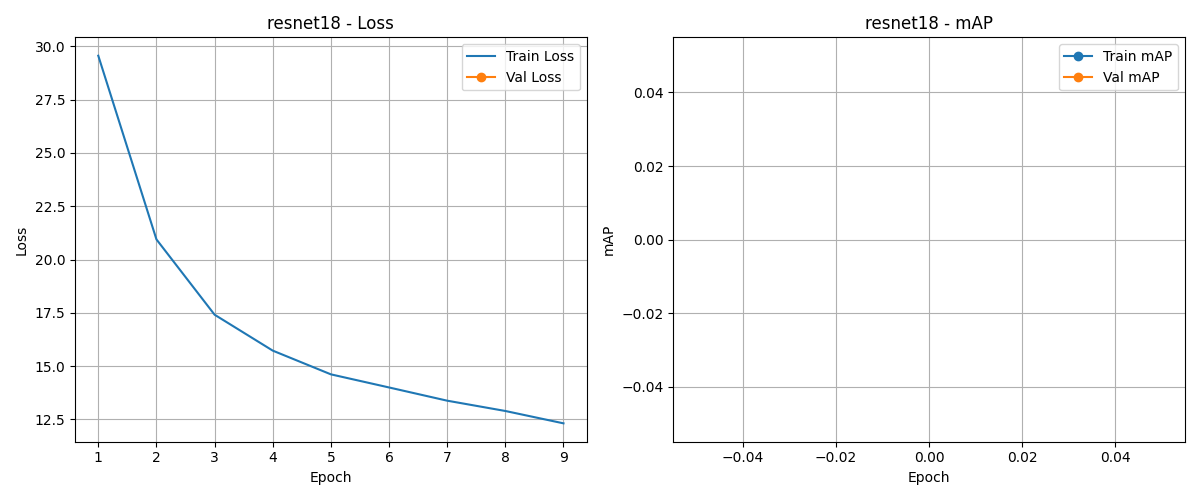 resnet18 - Loss
30.0
27.5
25.0
22.5
20.0
17.5
15.0
12.5
Loss
Train Loss
Val Loss
1 2 3 4 5 6 7 8 9
Epoch
resnet18 - mAP
0.04
0.02
0.00
−0.02
−0.04
mAP
Train mAP
Val mAP
−0.04 −0.02 0.00 0.02 0.04
Epoch